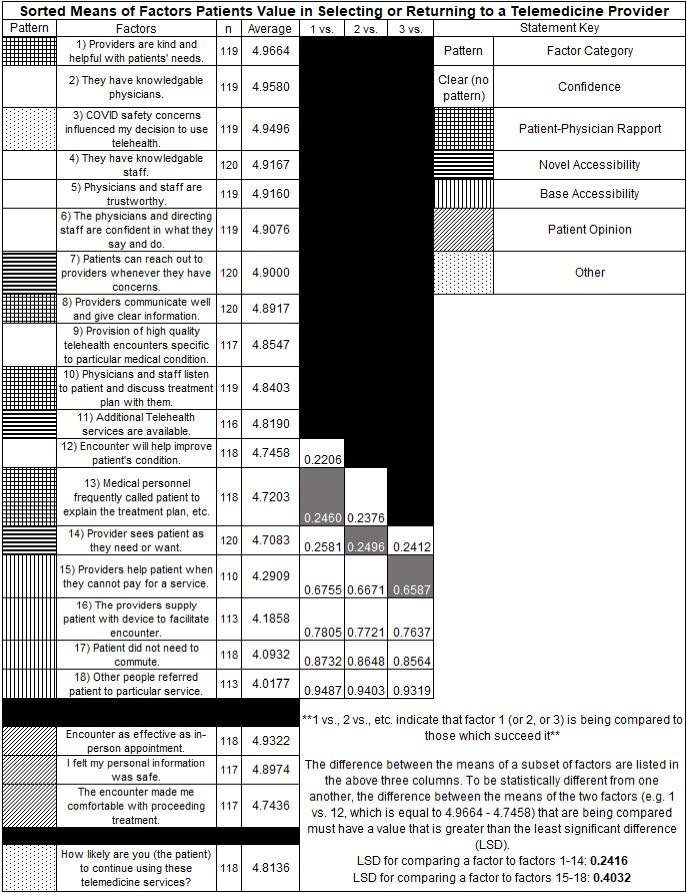 Sorted Means of Factors Patients Value in Selecting or Returning to a Telemedicine Provider
Pattern Factors n Average 1 vs. 2 vs. 3 vs. Statement Key
1) Providers are kind and
helpful with patients' needs. 119 4.9664
Pattern Factor Category
2) They have knowledgable
physicians. 119 4.9580
Clear (no
pattern) Confidence
3) COVID safety concerns
influenced my decision to use
telehealth. 119 4.9496
Patient-Physician Rapport
4) They have knowledgable
staff. 120 4.9167
Novel Accessibility
5) Physicians and staff are
trustworthy. 119 4.9160
Base Accessibility
6) The physicians and directing
staff are confident in what they
say and do. 119 4.9076
Patient Opinion
7) Patients can reach out to
providers whenever they have
concerns. 120 4.9000
Other
8) Providers communicate well
and give clear information. 120 4.8917
9) Provision of high quality
telehealth encounters specific
to particular medical condition. 117 4.8547
10) Physicians and staff listen
to patient and discuss treatment
plan with them. 119 4.8403
11) Additional Telehealth
services are available. 116 4.8190
12) Encounter will help improve
patient's condition. 118 4.7458 0.2206
13) Medical personnel
frequently called patient to
explain the treatment plan, etc. 118 4.7203 0.2460 0.2376
14) Provider sees patient as
they need or want. 120 4.7083 0.2581 0.2496 0.2412
15) Providers help patient when
they cannot pay for a service. 110 4.2909 0.6755 0.6671 0.6587
16) The providers supply
patient with device to facilitate
encounter. 113 4.1858 0.7805 0.7721 0.7637
17) Patient did not need to
commute. 118 4.0932 0.8732 0.8648 0.8564
18) Other people referred
patient to particular service. 113 4.0177 0.9487 0.9403 0.9319
Encounter as effective as in-
person appointment. 118 4.9322
I felt my personal information
was safe. 117 4.8974
The encounter made me
comfortable with proceeding
treatment. 117 4.7436
How likely are you (the patient)
to continue using these
telemedicine services? 118 4.8136
**1 vs., 2 vs., etc. indicate that factor 1 (or 2, or 3) is being compared to
those which succeed it**
The difference between the means of a subset of factors are listed in
the above three columns. To be statistically different from one
another, the difference between the means of the two factors (e.g. 1
vs. 12, which is equal to 4.9664 - 4.7458) that are being compared
must have a value that is greater than the least significant difference
(LSD).
LSD for comparing a factor to factors 1-14: 0.2416
LSD for comparing a factor to factors 15-18: 0.4032